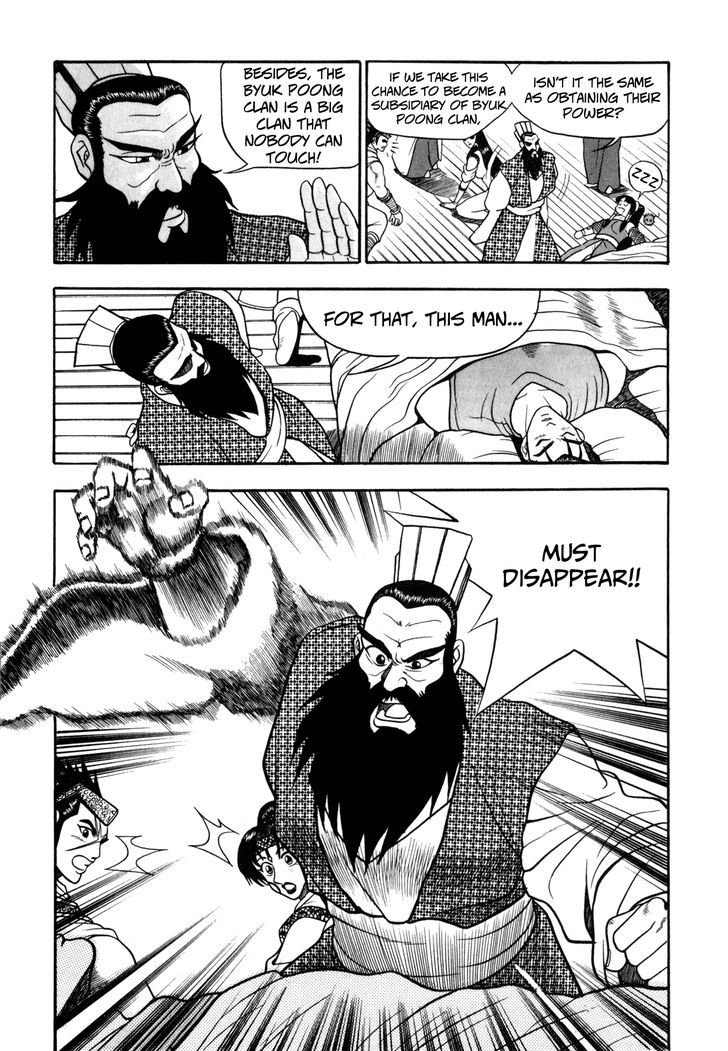 BESIDES, THE
BYUK POONG
CLAN IS A BIG
CLAN THAT
NOBODY CAN
TOUCH!
IF WE TAKE THIS
CHANCE TO BECOME A
SUBSIDIARY OF BYUK
POONG CLAN,
ISN'T IT THE SAME
AS OBTAINING THEIR
POWER?
ZZZ
FOR THAT, THIS MAN...
MUST
DISAPPEAR!!